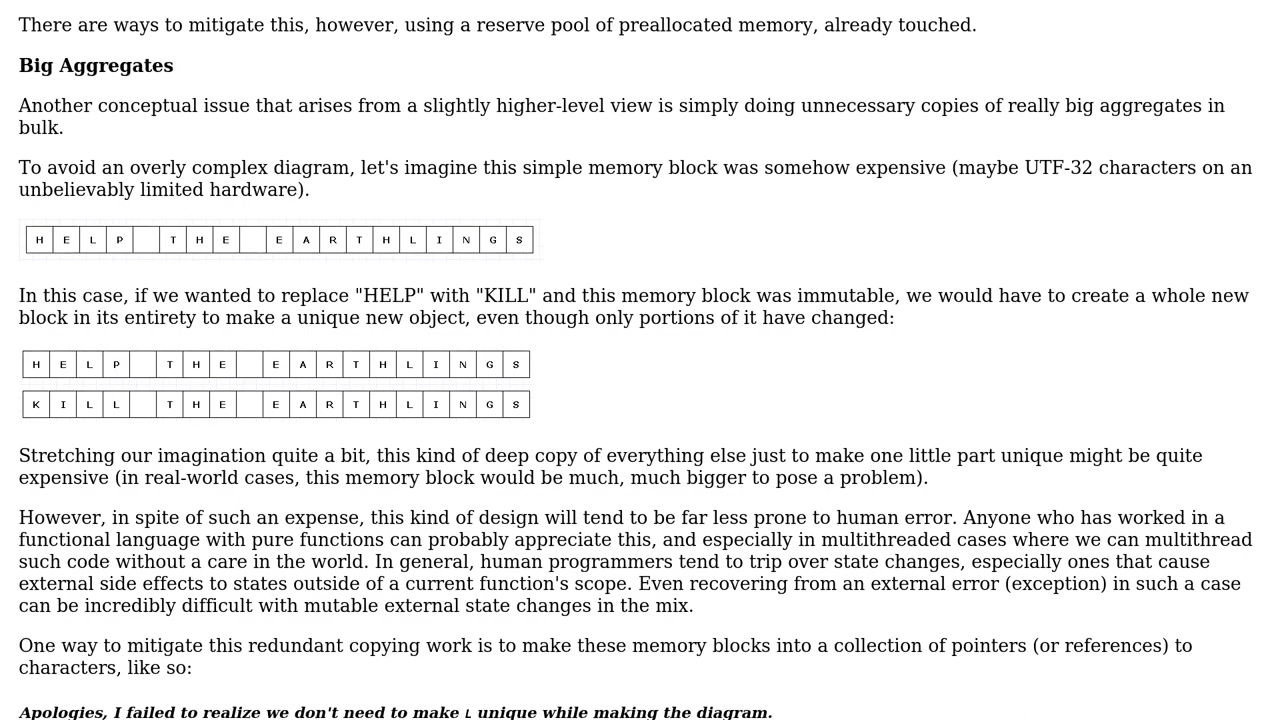 There are ways to mitigate this, however, using a reserve pool of preallocated memory, already touched.
Big Aggregates
Another conceptual issue that arises from a slightly higher-level view is simply doing unnecessary copies of really big aggregates in
bulk.
To avoid an overly complex diagram, let's imagine this simple memory block was somehow expensive (maybe UTF-32 characters on an
unbelievably limited hardware).
H E L P   T H E   E A R T H L I N G S
In this case, if we wanted to replace "HELP" with "KILL" and this memory block was immutable, we would have to create a whole new
block in its entirety to make a unique new object, even though only portions of it have changed:
H E L P   T H E   E A R T H L I N G S
K I L L   T H E   E A R T H L I N G S
Stretching our imagination quite a bit, this kind of deep copy of everything else just to make one little part unique might be quite
expensive (in real-world cases, this memory block would be much, much bigger to pose a problem).
However, in spite of such an expense, this kind of design will tend to be far less prone to human error. Anyone who has worked in a
functional language with pure functions can probably appreciate this, and especially in multithreaded cases where we can multithread
such code without a care in the world. In general, human programmers tend to trip over state changes, especially ones that cause
external side effects to states outside of a current function's scope. Even recovering from an external error (exception) in such a case
can be incredibly difficult with mutable external state changes in the mix.
One way to mitigate this redundant copying work is to make these memory blocks into a collection of pointers (or references) to
characters, like so:
Apologies, I failed to realize we don't need to make L unique while making the diagram.